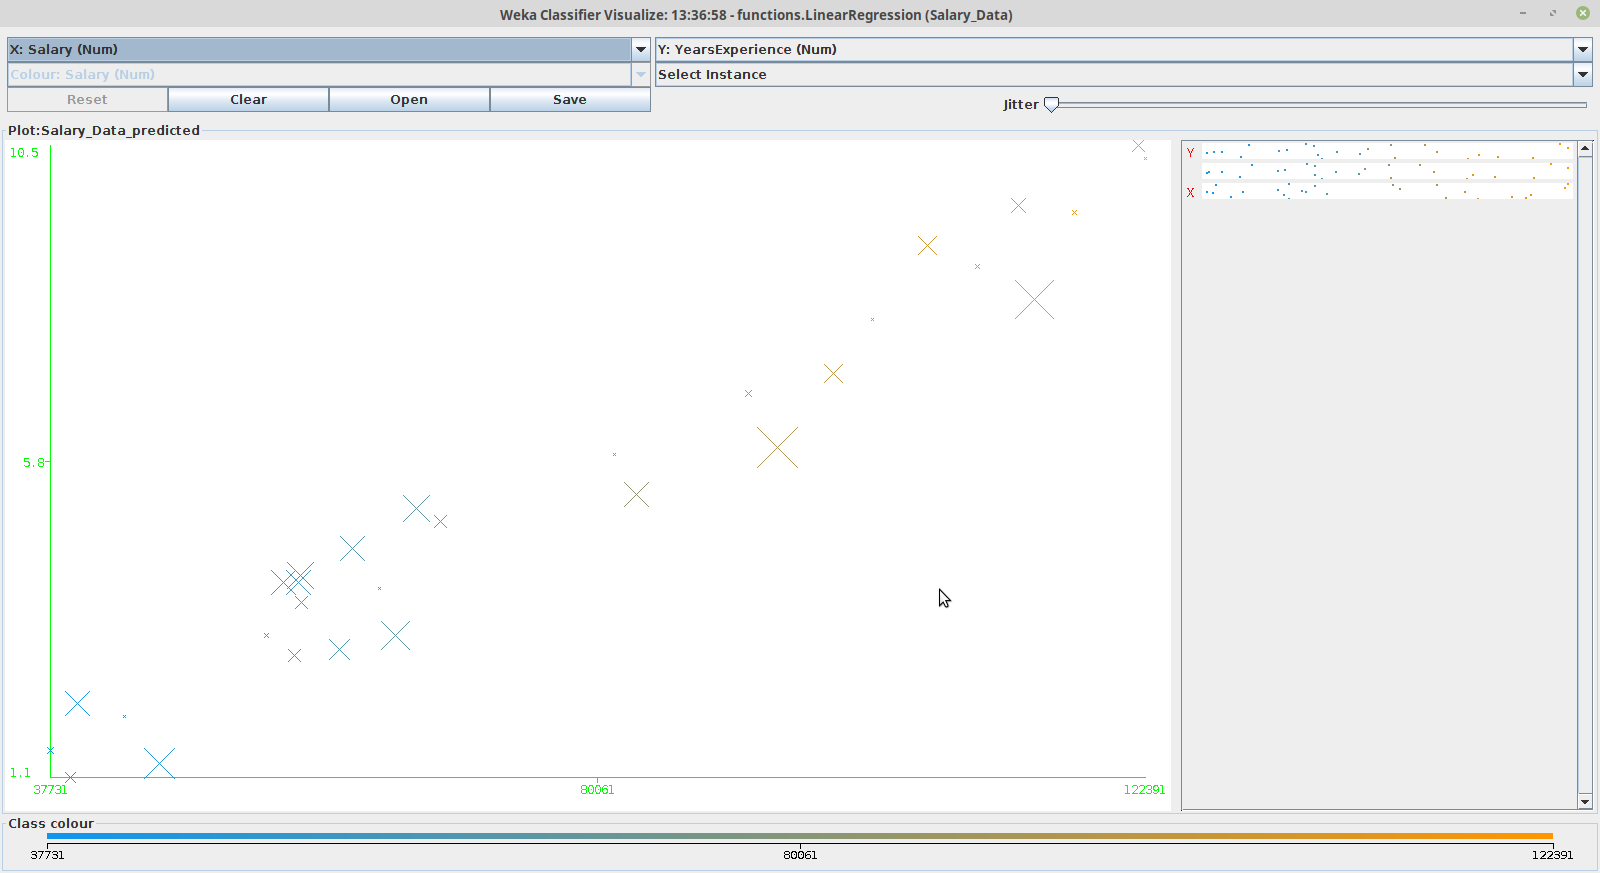 Weka Classifier Visualize: 13:36:58 - functions.LinearRegression (Salary_Data)
X: Salary (Num)
Y: YearsExperience (Num)
Colour: Salary (Num)
Select Instance
Reset
Clear
Open
Save
Jitter
Plot:Salary_Data_predicted
10.5
5.8
1.1
37731
80061
122391
Y
X
Class colour
37731
80061
122391